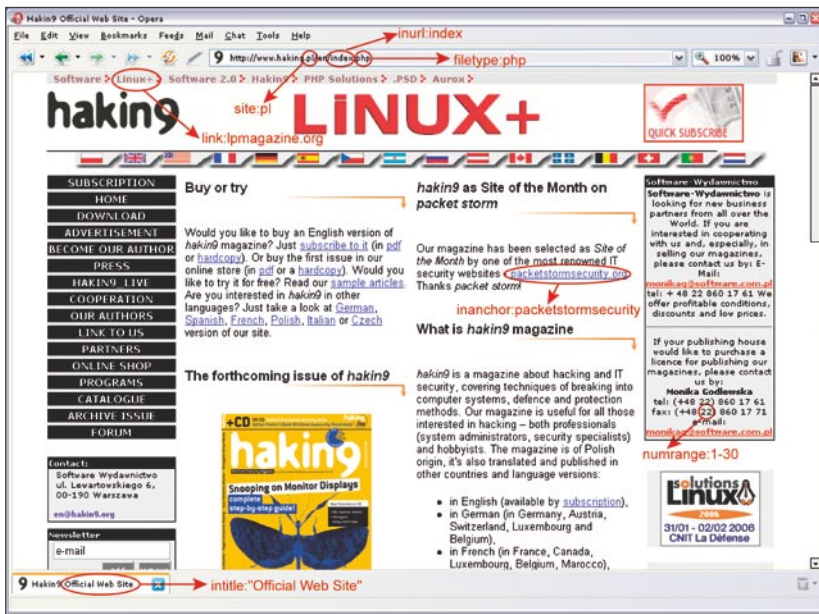 Hakin9 Official Web Site - Opera
File Edit View Bookmarks Feeds Mail Chat Tools Help
inurl:index
9 http://www.haking.pl/en/index.php
filetype:php
100%
Software Linux+ Software 2.0 Hakin9 PHP Solutions .PSD Aurox
site:pl
hakin9
LiNUX+
QUICK SUBSCRIBE
link:lpmagazine.org
SUBSCRIPTION
HOME
DOWNLOAD
ADVERTISEMENT
BECOME OUR AUTHOR
PRESS
HAKIN9 LIVE
COOPERATION
OUR AUTHORS
LINK TO US
PARTNERS
ONLINE SHOP
PROGRAMS
CATALOGUE
ARCHIVE ISSUE
FORUM
Contact:
Software Wydawnictwo
ul. Lewartowskiego 6,
00-190 Warszawa
en@hakin9.org
Newsletter
e-mail
Buy or try
Would you like to buy an English version of
hakin9 magazine? Just subscribe to it (in pdf
or hardcopy). Or buy the first issue in our
online store (in pdf or a hardcopy). Would you
like to try it for free? Read our sample articles.
Are you interested in hakin9 in other
languages? Just take a look at German,
Spanish, French, Polish, Italian or Czech
version of our site.
The forthcoming issue of hakin9
+CD
hakin9
Snooping on Monitor Displays
complete
step-by-step guide!
hakin9 as Site of the Month on
packet storm
Our magazine has been selected as Site of
the Month by one of the most renowned IT
security websites - packetstormsecurity.org.
Thanks packet storm!
inanchor:packetstormsecurity
What is hakin9 magazine
hakin9 is a magazine about hacking and IT
security, covering techniques of breaking into
computer systems, defence and protection
methods. Our magazine is useful for all those
interested in hacking – both professionals
(system administrators, security specialists)
and hobbyists. The magazine is of Polish
origin, it's also translated and published in
other countries and language versions:
• in English (available by subscription),
• in German (in Germany, Austria,
Switzerland, Luxembourg and
Belgium),
• in French (in France, Canada,
Luxembourg, Belgium, Marocco),
Software-Wydawnictwo
Software-Wydawnictwo is
looking for new business
partners from all over the
World. If you are
interested in cooperating
with us and, especially, in
selling our magazines,
please contact us by: E-
Mail:
monikag@software.com.pl
tel: + 48 22 860 17 61 We
offer profitable conditions,
discounts and low prices.
If your publishing house
would like to purchase a
licence for publishing our
magazines, please contact
us by:
Monika Godlewska
tel: (+48 22) 860 17 61
fax: (+48 22) 860 17 71
e-mail:
monikag@software.com.pl
numrange:1-30
solutions
Linux
2006
31/01 - 02/02 2006
CNIT La Défense
9 Hakin9 Official Web Site
intitle:"Official Web Site"